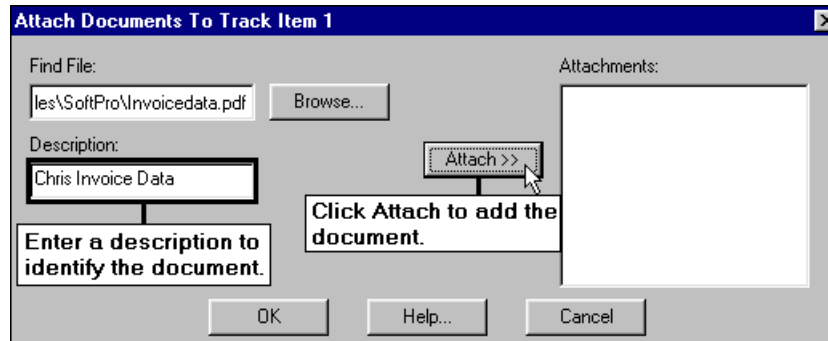 Attach Documents To Track Item 1
Find File:
Attachments:
les\SoftPro\Invoicedata.pdf
Browse...
Description:
Attach >>
Chris Invoice Data
Click Attach to add the
document.
Enter a description to
identify the document.
OK
Help...
Cancel